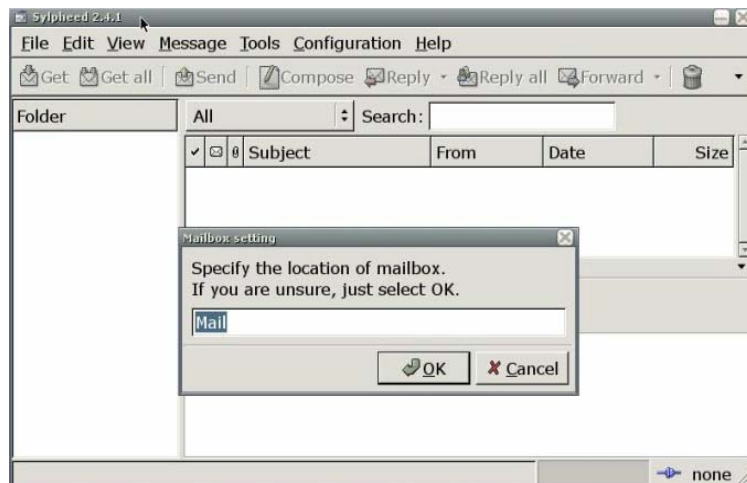 Sylpheed 2.4.1
File Edit View Message Tools Configuration Help
Get Get all Send Compose Reply Reply all Forward
Folder All Search:
Subject From Date Size
Mailbox setting
Specify the location of mailbox.
If you are unsure, just select OK.
Mail
OK Cancel
none